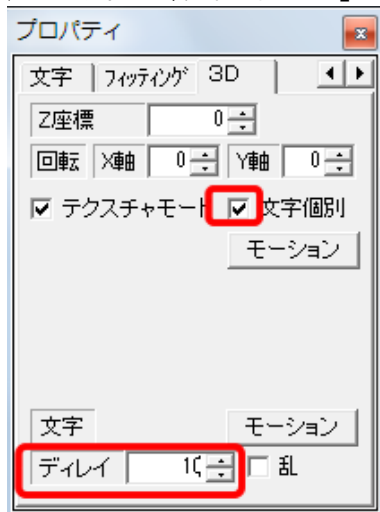 プロパティ
文字 フィッティング 3D
Z座標 0
回転 X軸 0 Y軸 0
テクスチャモード 文字個別
モーション
文字 モーション
ディレイ 乱